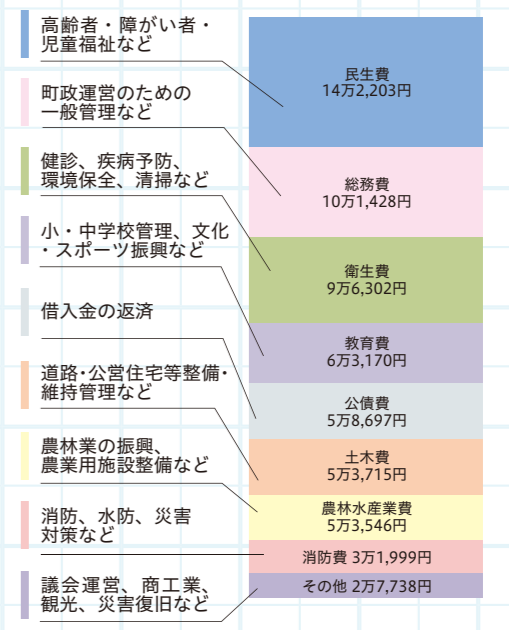 高齢者・障がい者・
児童福祉など
町政運営のための
一般管理など
健診、疾病予防、
環境保全、清掃など
小・中学校管理、文化
・スポーツ振興など
借入金の返済
道路・公営住宅等整備・
維持管理など
農林業の振興、
農業用施設整備など
消防、水防、災害
対策など
議会運営、商工業、
観光、災害復旧など
民生費
14万2,203円
総務費
10万1,428円
衛生費
9万6,302円
教育費
6万3,170円
公債費
5万8,697円
土木費
5万3,715円
農林水産業費
5万3,546円
消防費 3万1,999円
その他 2万7,738円